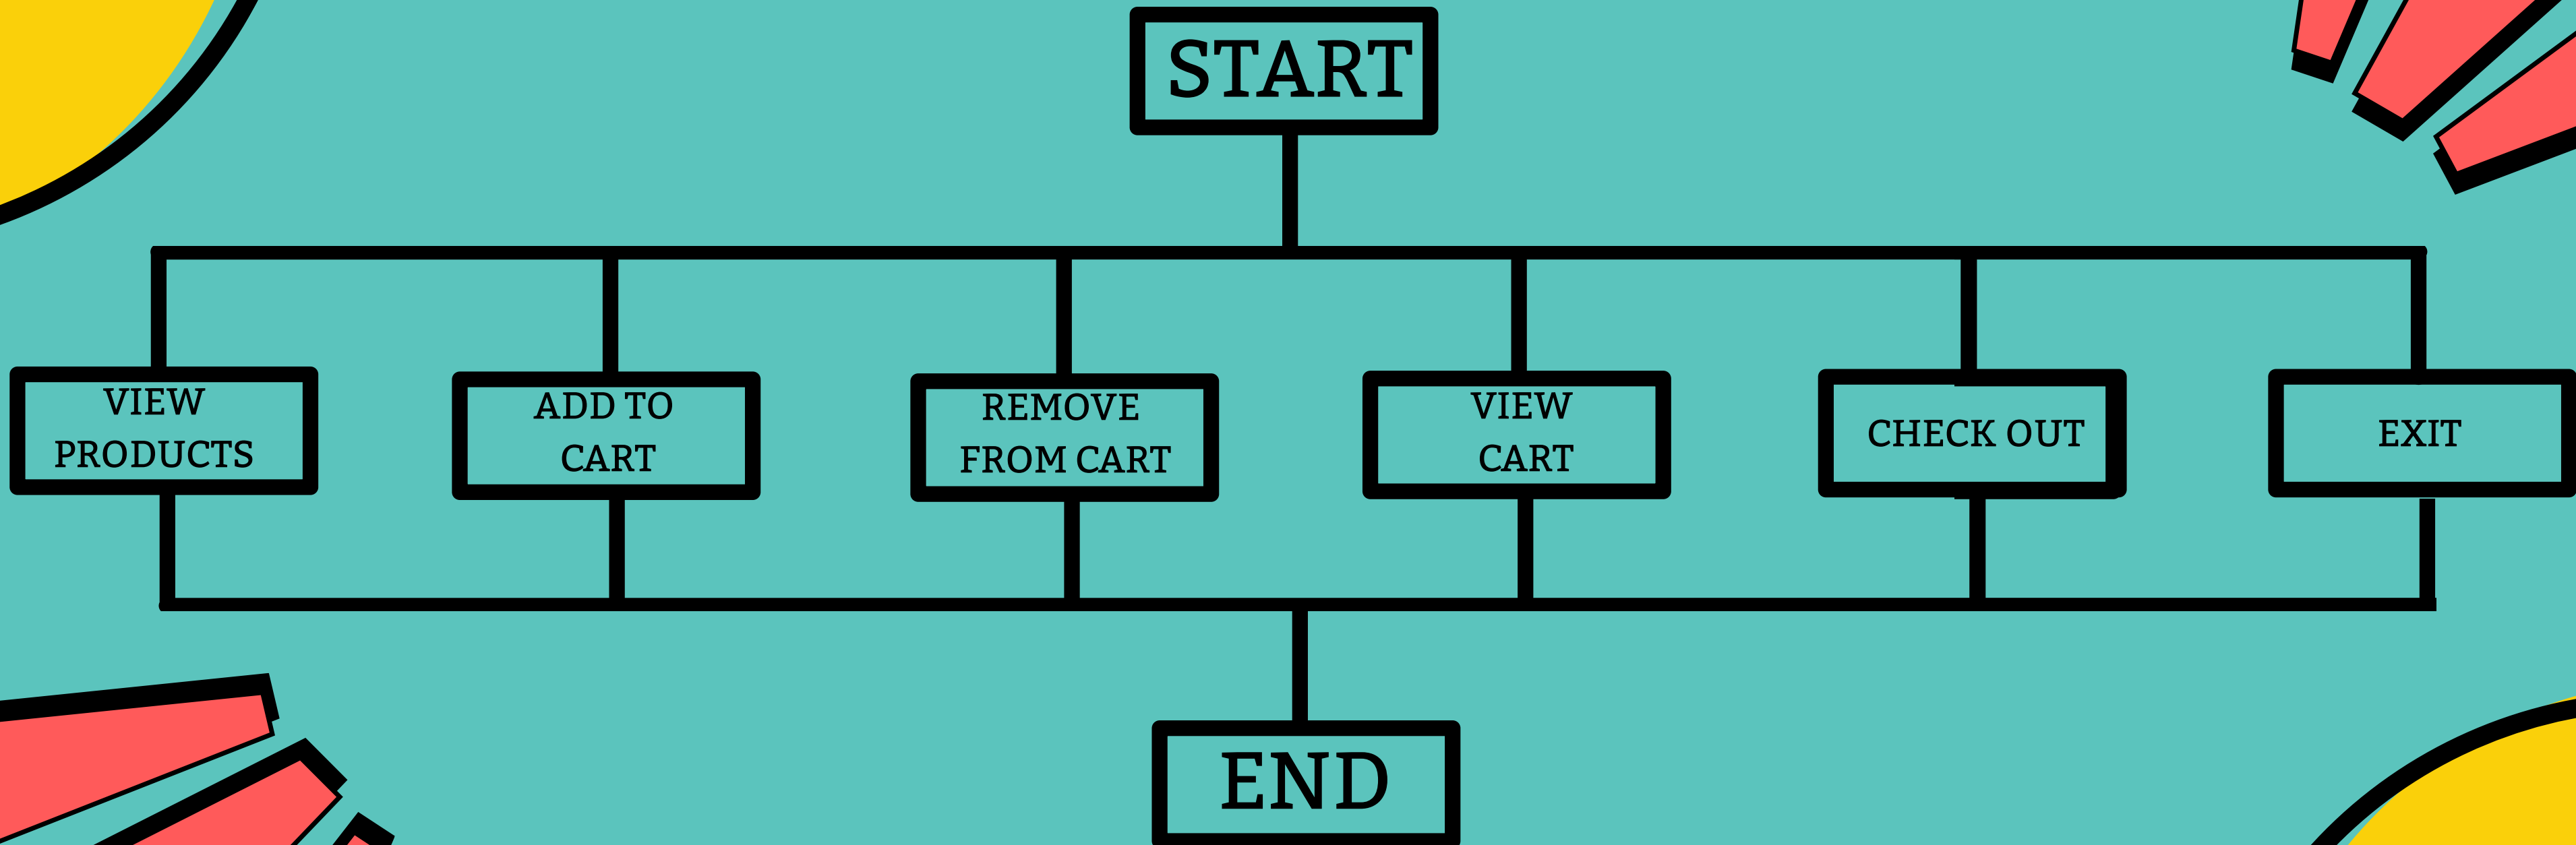 START
VIEW
PRODUCTS
ADD TO
CART
REMOVE
FROM CART
VIEW
CART
CHECK OUT
EXIT
END